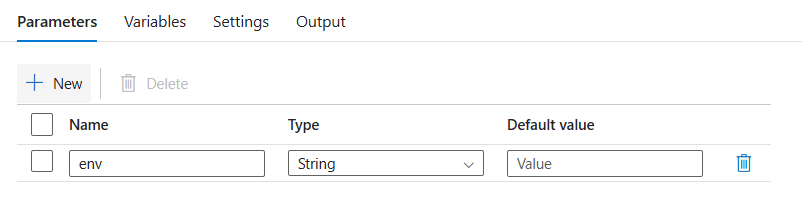 Parameters Variables Settings Output
New Delete
Name Type Default value
env String Value